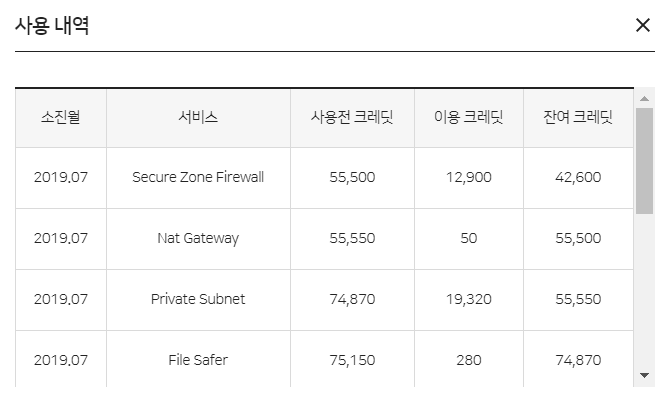 사용 내역
소진월 서비스 사용전 크레딧 이용 크레딧 잔여 크레딧
2019.07 Secure Zone Firewall 55,500 12,900 42,600
2019.07 Nat Gateway 55,550 50 55,500
2019.07 Private Subnet 74,870 19,320 55,550
2019.07 File Safer 75,150 280 74,870